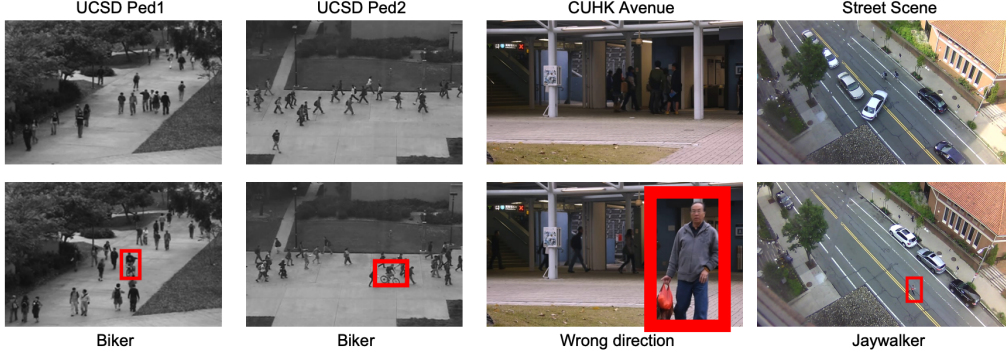 UCSD Ped1
UCSD Ped2
CUHK Avenue
Street Scene
Biker
Biker
Wrong direction
Jaywalker